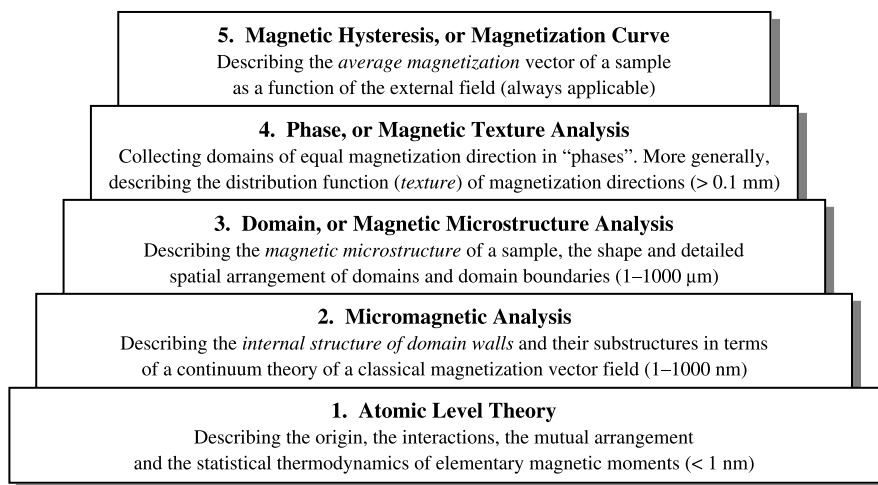 5. Magnetic Hysteresis, or Magnetization Curve
Describing the average magnetization vector of a sample
as a function of the external field (always applicable)
4. Phase, or Magnetic Texture Analysis
Collecting domains of equal magnetization direction in “phases”. More generally,
describing the distribution function (texture) of magnetization directions (> 0.1 mm)
3. Domain, or Magnetic Microstructure Analysis
Describing the magnetic microstructure of a sample, the shape and detailed
spatial arrangement of domains and domain boundaries (1–1000 μm)
2. Micromagnetic Analysis
Describing the internal structure of domain walls and their substructures in terms
of a continuum theory of a classical magnetization vector field (1–1000 nm)
1. Atomic Level Theory
Describing the origin, the interactions, the mutual arrangement
and the statistical thermodynamics of elementary magnetic moments (< 1 nm)